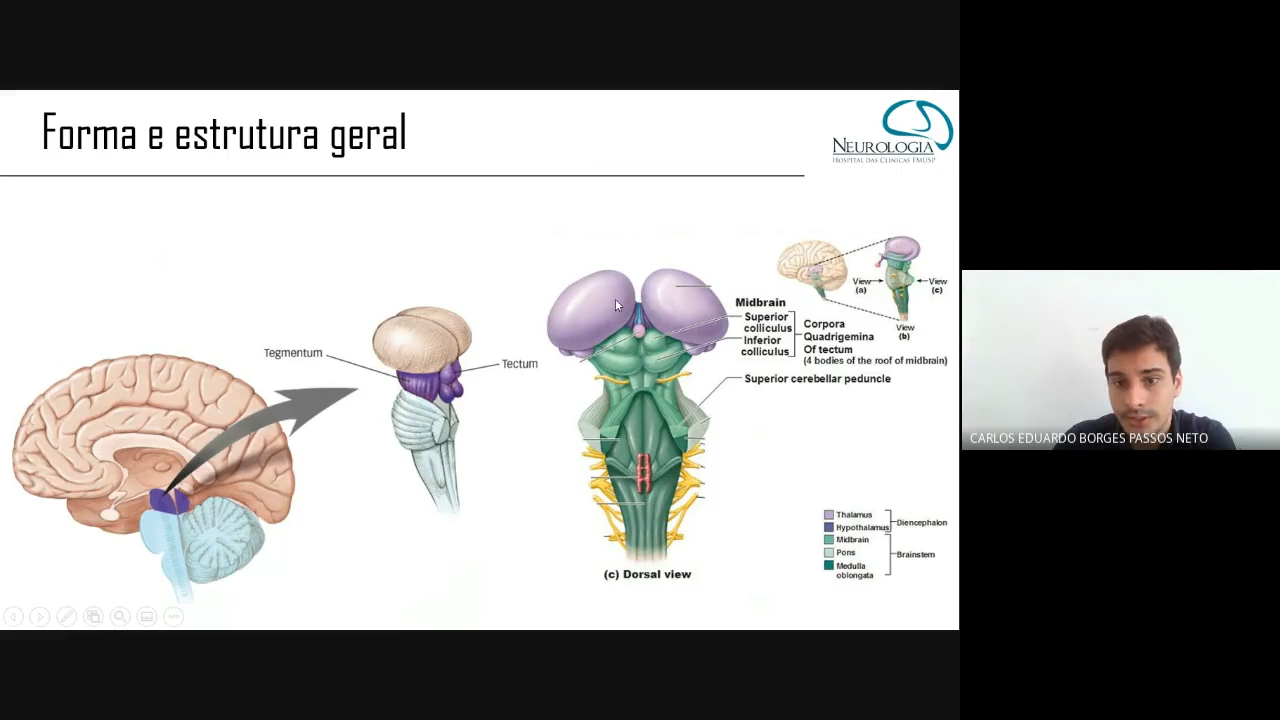 Forma e estrutura geral
NEUROLOGIA
HOSPITAL DAS CLÍNICAS FMUSP
Tegmentum
Tectum
Midbrain
Superior
colliculus
Inferior
colliculus
Corpora
Quadrigemina
Of tectum
(4 bodies of the roof of midbrain)
Superior cerebellar peduncle
View
(a)
View
(c)
View
(b)
(c) Dorsal view
Thalamus
Hypothalamus
Diencephalon
Midbrain
Pons
Medulla
oblongata
Brainstem
CARLOS EDUARDO BORGES PASSOS NETO